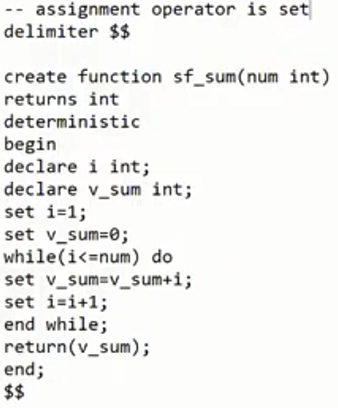 -- assignment operator is set
delimiter $$
create function sf_sum(num int)
returns int
deterministic
begin
declare i int;
declare v_sum int;
set i=1;
set v_sum=0;
while(i<=num) do
set v_sum=v_sum+i;
set i=i+1;
end while;
return(v_sum);
end;
$$